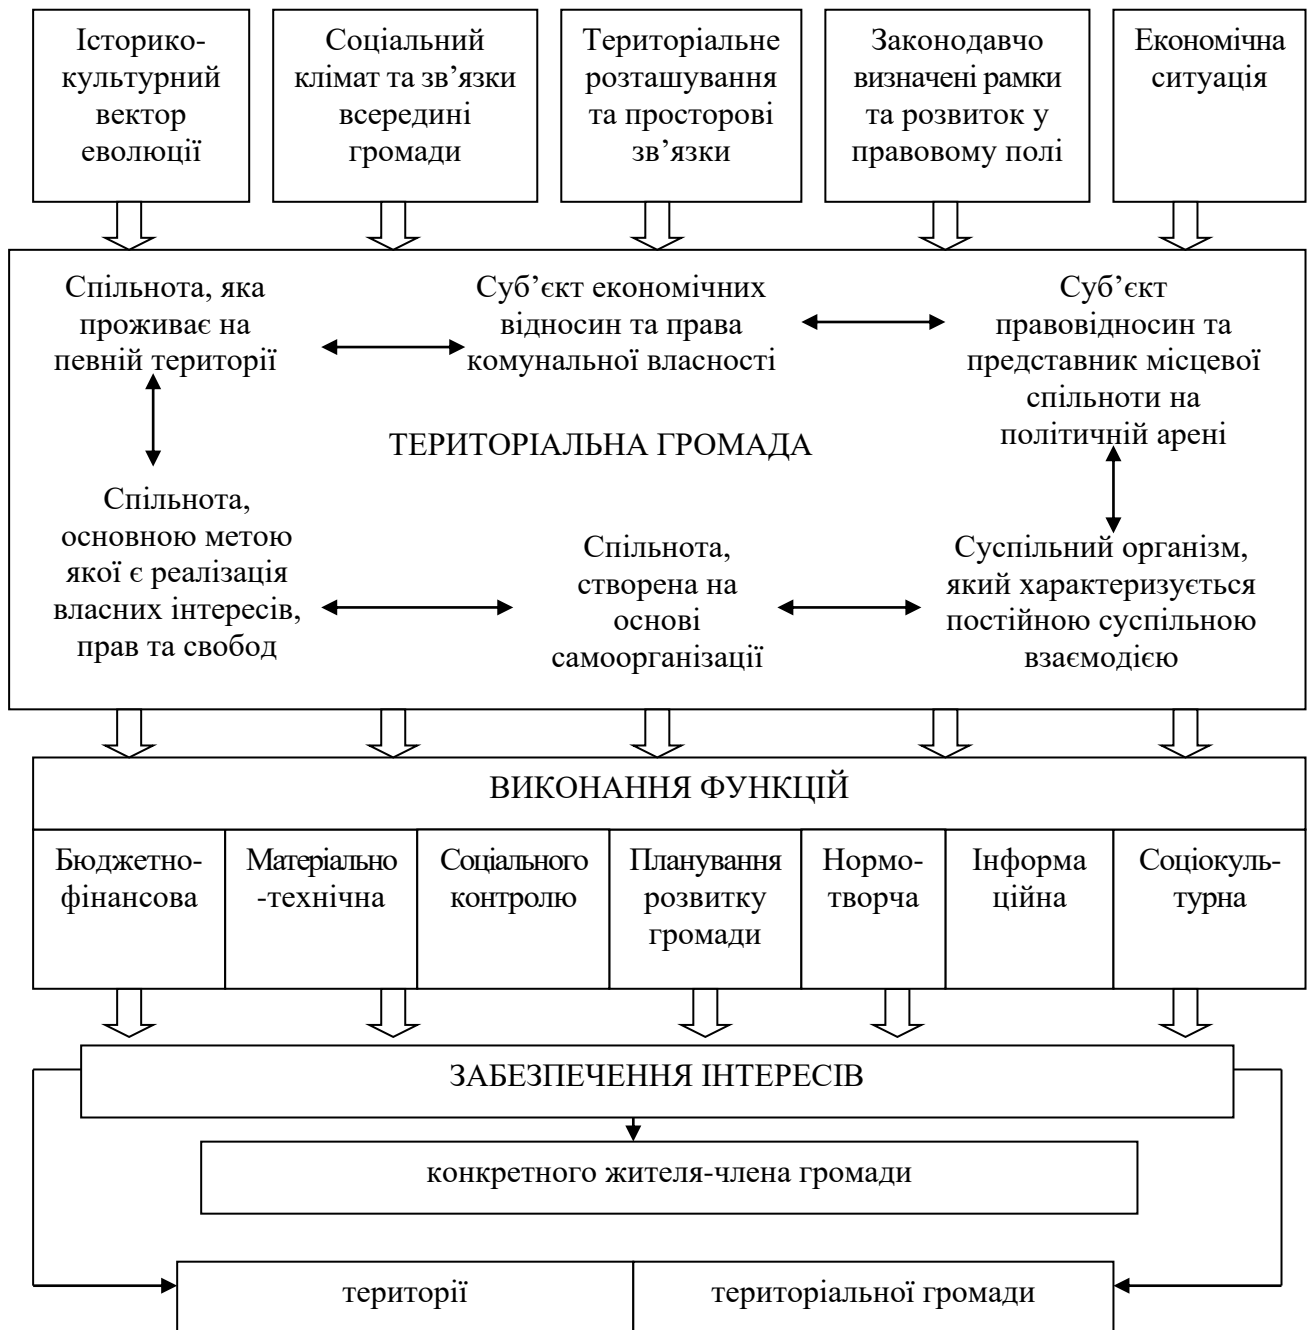 Історико-
культурний
вектор
еволюції
Соціальний
клімат та зв’язки
всередині
громади
Територіальне
розташування
та просторові
зв’язки
Законодавчо
визначені рамки
та розвиток у
правовому полі
Економічна
ситуація
Спільнота, яка
проживає на
певній території
Суб’єкт економічних
відносин та права
комунальної власності
Суб’єкт
правовідносин та
представник місцевої
спільноти на
політичній арені
ТЕРИТОРІАЛЬНА ГРОМАДА
Спільнота,
основною метою
якої є реалізація
власних інтересів,
прав та свобод
Спільнота,
створена на
основі
самоорганізації
Суспільний організм,
який характеризується
постійною суспільною
взаємодією
ВИКОНАННЯ ФУНКЦІЙ
Бюджетно-
фінансова
Матеріально
-технічна
Соціального
контролю
Планування
розвитку
громади
Нормо-
творча
Інформа
ційна
Соціокуль-
турна
ЗАБЕЗПЕЧЕННЯ ІНТЕРЕСІВ
конкретного жителя-члена громади
території
територіальної громади